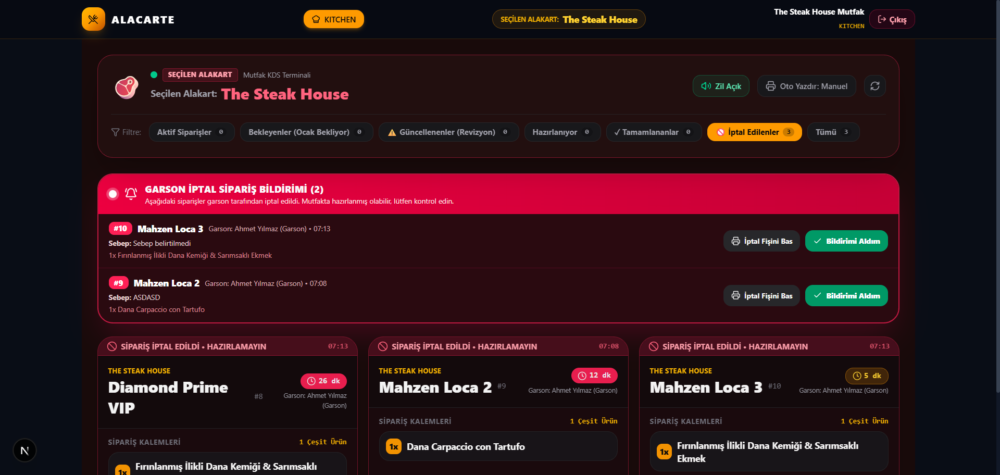 ALACARTE
KITCHEN
SEÇİLEN ALAKART: The Steak House
The Steak House Mutfak
KITCHEN
Çıkış
SEÇİLEN ALAKART
Mutfak KDS Terminali
Seçilen Alakart: The Steak House
Zil Açık
Oto Yazdır: Manuel
Filtre:
Aktif Siparişler 0
Bekleyenler (Ocak Bekliyor) 0
Güncellenenler (Revizyon) 0
Hazırlanıyor 0
✓ Tamamlananlar 0
İptal Edilenler 3
Tümü 3
GARSON İPTAL SİPARİŞ BİLDİRİMİ (2)
Aşağıdaki siparişler garson tarafından iptal edildi. Mutfakta hazırlanmış olabilir, lütfen kontrol edin.
#10 Mahzen Loca 3 Garson: Ahmet Yılmaz (Garson) • 07:13
Sebep: Sebep belirtilmedi
1x Fırınlanmış İlikli Dana Kemiği & Sarımsaklı Ekmek
İptal Fişini Bas
Bildirimi Aldım
#9 Mahzen Loca 2 Garson: Ahmet Yılmaz (Garson) • 07:08
Sebep: ASDASD
1x Dana Carpaccio con Tartufo
İptal Fişini Bas
Bildirimi Aldım
SİPARİŞ İPTAL EDİLDİ • HAZIRLAMAYIN 07:13
THE STEAK HOUSE
Diamond Prime
VIP
#8
26 dk
Garson: Ahmet Yılmaz
(Garson)
SİPARİŞ KALEMLERİ
1 Çeşit Ürün
1x
Fırınlanmış İlikli Dana Kemiği & Sarımsaklı
SİPARİŞ İPTAL EDİLDİ • HAZIRLAMAYIN 07:08
THE STEAK HOUSE
Mahzen Loca 2 #9
12 dk
Garson: Ahmet Yılmaz (Garson)
SİPARİŞ KALEMLERİ
1 Çeşit Ürün
1x Dana Carpaccio con Tartufo
SİPARİŞ İPTAL EDİLDİ • HAZIRLAMAYIN 07:13
THE STEAK HOUSE
Mahzen Loca 3 #10
5 dk
Garson: Ahmet Yılmaz (Garson)
SİPARİŞ KALEMLERİ
1 Çeşit Ürün
1x
Fırınlanmış İlikli Dana Kemiği & Sarımsaklı
Ekmek
N